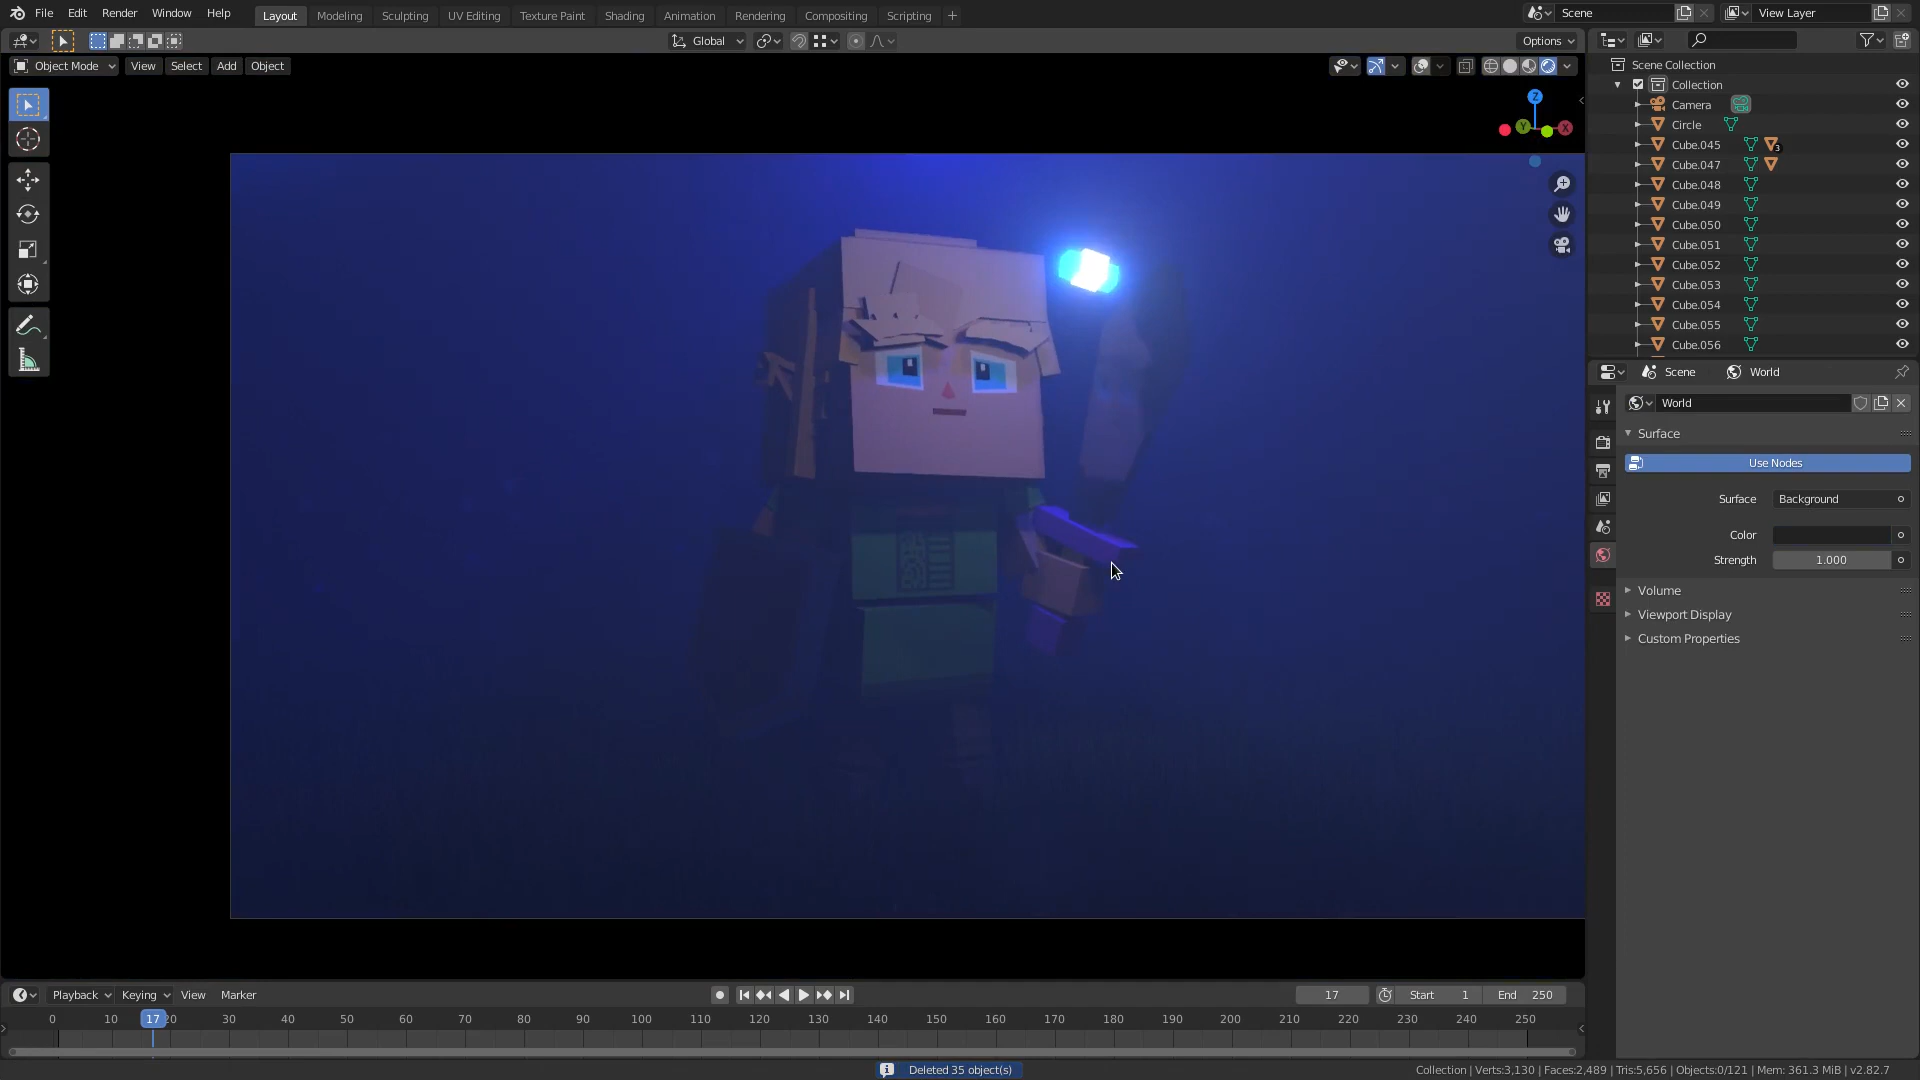 File Edit Render Window Help Layout Modeling Sculpting UV Editing Texture Paint Shading Animation Rendering Compositing Scripting + Scene View Layer
Global Options
Object Mode View Select Add Object
Z
Y X
Scene Collection
Collection
Camera
Circle
Cube.045 3
Cube.047
Cube.048
Cube.049
Cube.050
Cube.051
Cube.052
Cube.053
Cube.054
Cube.055
Cube.056
Scene World
World
Surface
Use Nodes
Surface Background
Color
Strength 1.000
Volume
Viewport Display
Custom Properties
Playback Keying View Marker 17 Start 1 End 250
0 10 17 20 30 40 50 60 70 80 90 100 110 120 130 140 150 160 170 180 190 200 210 220 230 240 250
Deleted 35 object(s) Collection | Verts:3,130 | Faces:2,489 | Tris:5,656 | Objects:0/121 | Mem: 361.3 MiB | v2.82.7